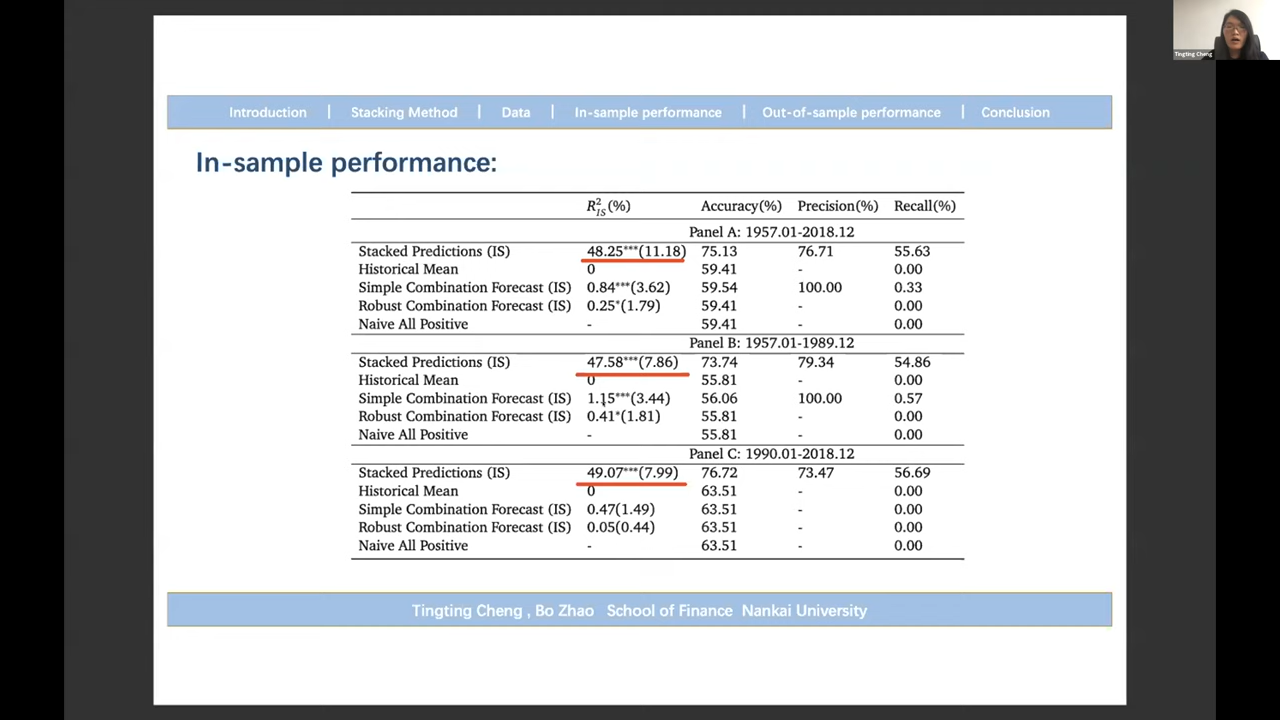 Tingting Cheng
Introduction | Stacking Method | Data | In-sample performance | Out-of-sample performance | Conclusion
In-sample performance:
R²_IS(%) Accuracy(%) Precision(%) Recall(%)
Panel A: 1957.01-2018.12
Stacked Predictions (IS) 48.25***(11.18) 75.13 76.71 55.63
Historical Mean 0 59.41 - 0.00
Simple Combination Forecast (IS) 0.84***(3.62) 59.54 100.00 0.33
Robust Combination Forecast (IS) 0.25*(1.79) 59.41 - 0.00
Naive All Positive - 59.41 - 0.00
Panel B: 1957.01-1989.12
Stacked Predictions (IS) 47.58***(7.86) 73.74 79.34 54.86
Historical Mean 0 55.81 - 0.00
Simple Combination Forecast (IS) 1.15***(3.44) 56.06 100.00 0.57
Robust Combination Forecast (IS) 0.41*(1.81) 55.81 - 0.00
Naive All Positive - 55.81 - 0.00
Panel C: 1990.01-2018.12
Stacked Predictions (IS) 49.07***(7.99) 76.72 73.47 56.69
Historical Mean 0 63.51 - 0.00
Simple Combination Forecast (IS) 0.47(1.49) 63.51 - 0.00
Robust Combination Forecast (IS) 0.05(0.44) 63.51 - 0.00
Naive All Positive - 63.51 - 0.00
Tingting Cheng , Bo Zhao School of Finance Nankai University